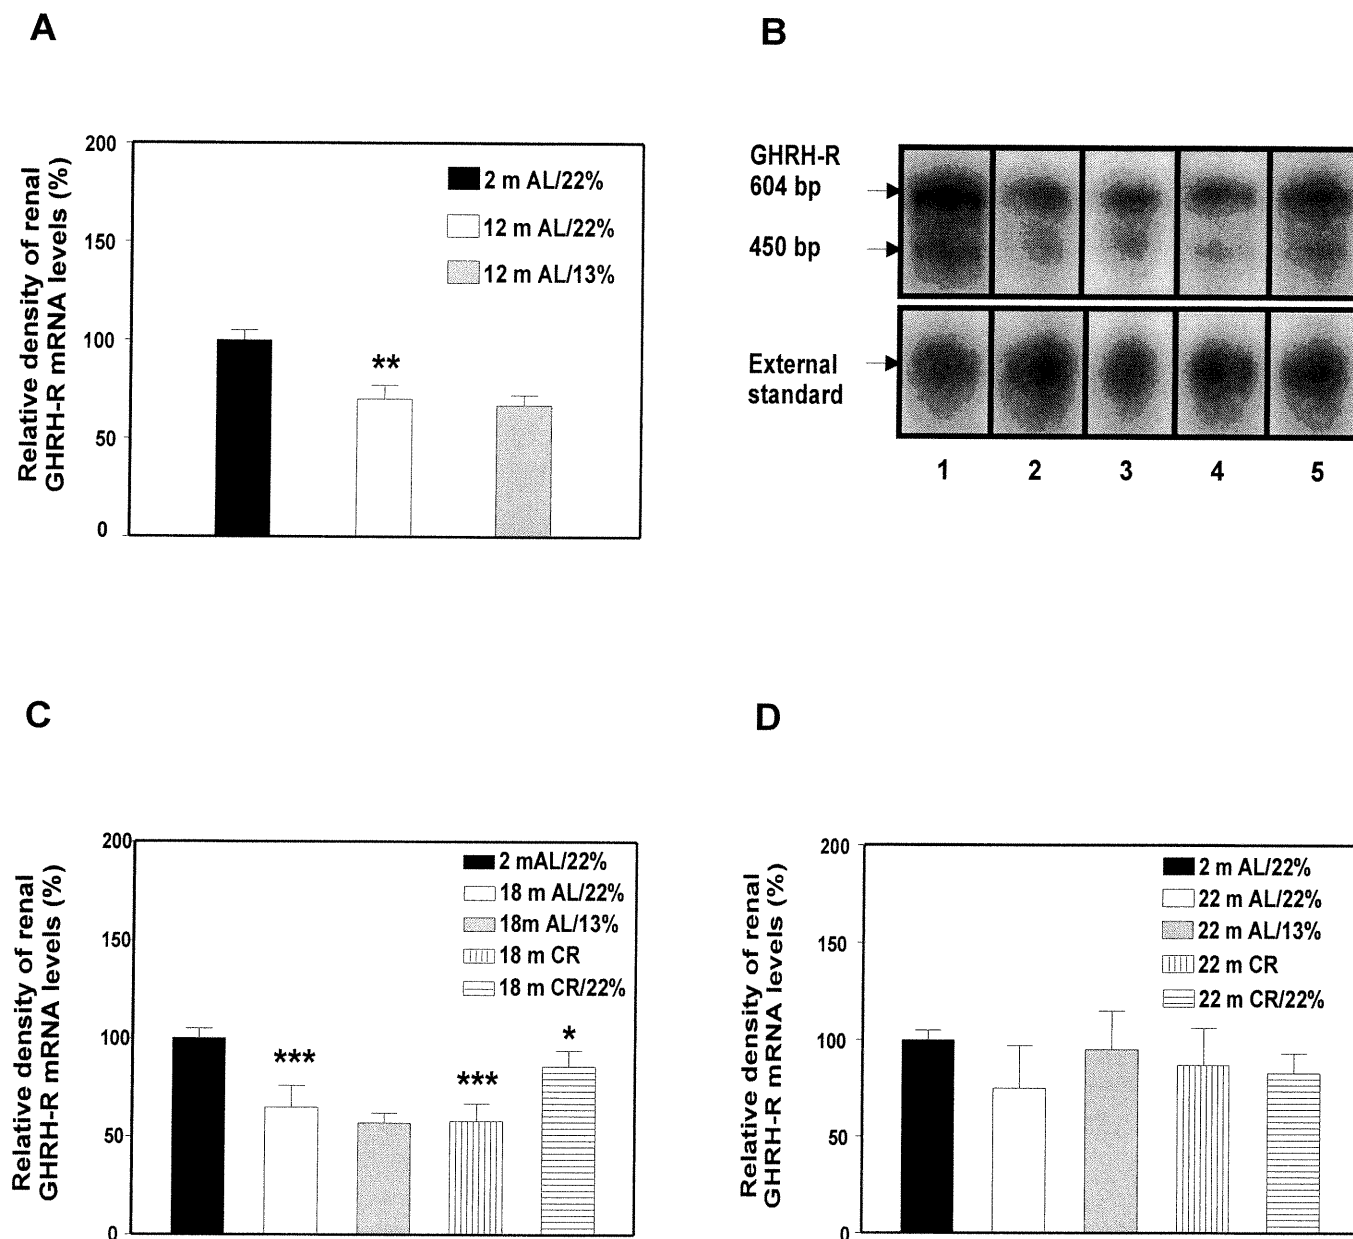 A
Relative density of renal
GHRH-R mRNA levels (%)
200
150
100
50
0
2 m AL/22%
12 m AL/22%
12 m AL/13%
**
B
GHRH-R
604 bp
450 bp
External
standard
1 2 3 4 5
C
Relative density of renal
GHRH-R mRNA levels (%)
200
150
100
50
0
2 mAL/22%
18 m AL/22%
18m AL/13%
18 m CR
18 m CR/22%
***
***
*
D
Relative density of renal
GHRH-R mRNA levels (%)
200
150
100
50
0
2 m AL/22%
22 m AL/22%
22 m AL/13%
22 m CR
22 m CR/22%